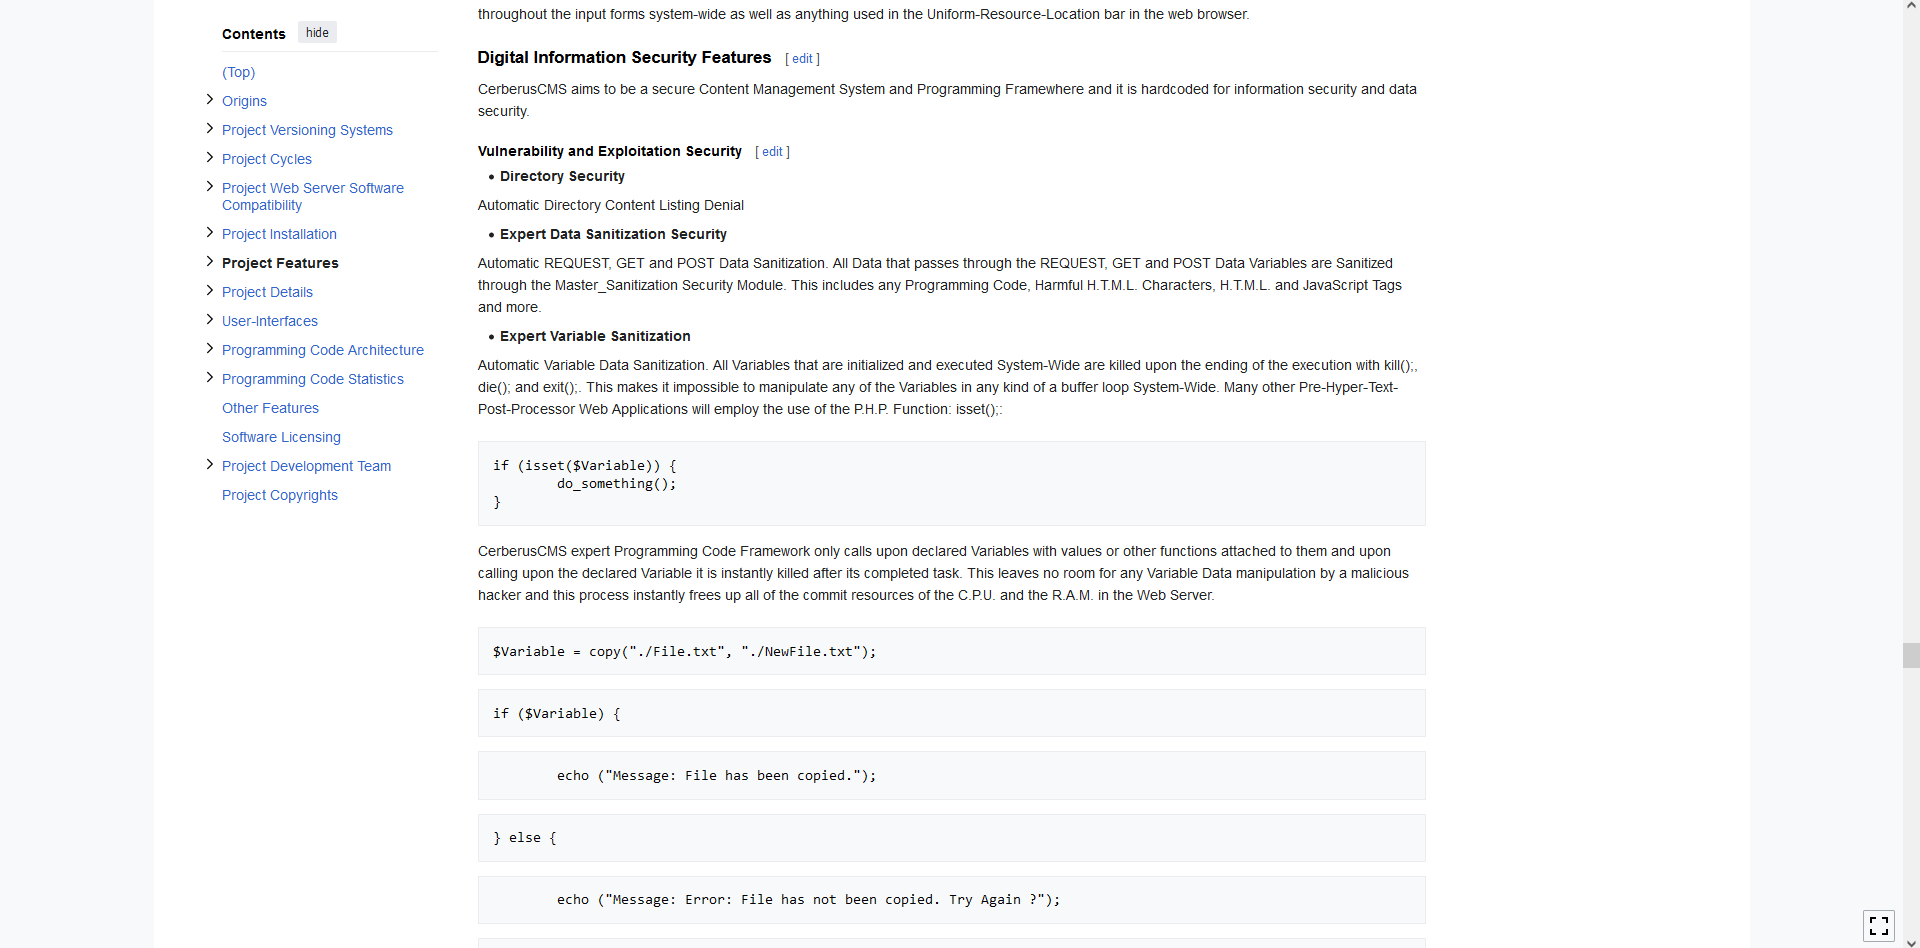 Contents hide
(Top)
Origins
Project Versioning Systems
Project Cycles
Project Web Server Software
Compatibility
Project Installation
Project Features
Project Details
User-Interfaces
Programming Code Architecture
Programming Code Statistics
Other Features
Software Licensing
Project Development Team
Project Copyrights
throughout the input forms system-wide as well as anything used in the Uniform-Resource-Location bar in the web browser.
Digital Information Security Features [ edit ]
CerberusCMS aims to be a secure Content Management System and Programming Framewhere and it is hardcoded for information security and data
security.
Vulnerability and Exploitation Security [ edit ]
• Directory Security
Automatic Directory Content Listing Denial
• Expert Data Sanitization Security
Automatic REQUEST, GET and POST Data Sanitization. All Data that passes through the REQUEST, GET and POST Data Variables are Sanitized
through the Master_Sanitization Security Module. This includes any Programming Code, Harmful H.T.M.L. Characters, H.T.M.L. and JavaScript Tags
and more.
• Expert Variable Sanitization
Automatic Variable Data Sanitization. All Variables that are initialized and executed System-Wide are killed upon the ending of the execution with kill();,
die(); and exit();. This makes it impossible to manipulate any of the Variables in any kind of a buffer loop System-Wide. Many other Pre-Hyper-Text-
Post-Processor Web Applications will employ the use of the P.H.P. Function: isset();:
if (isset($Variable)) {
do_something();
}
CerberusCMS expert Programming Code Framework only calls upon declared Variables with values or other functions attached to them and upon
calling upon the declared Variable it is instantly killed after its completed task. This leaves no room for any Variable Data manipulation by a malicious
hacker and this process instantly frees up all of the commit resources of the C.P.U. and the R.A.M. in the Web Server.
$Variable = copy("./File.txt", "./NewFile.txt");
if ($Variable) {
echo ("Message: File has been copied.");
} else {
echo ("Message: Error: File has not been copied. Try Again ?");